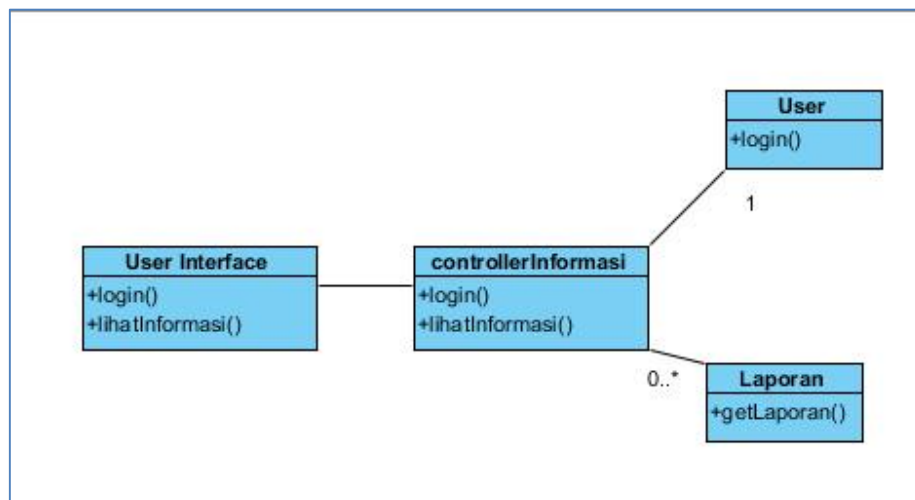 User
+login()
1
User Interface
+login()
+lihatInformasi()
controllerInformasi
+login()
+lihatInformasi()
0..*
Laporan
+getLaporan()